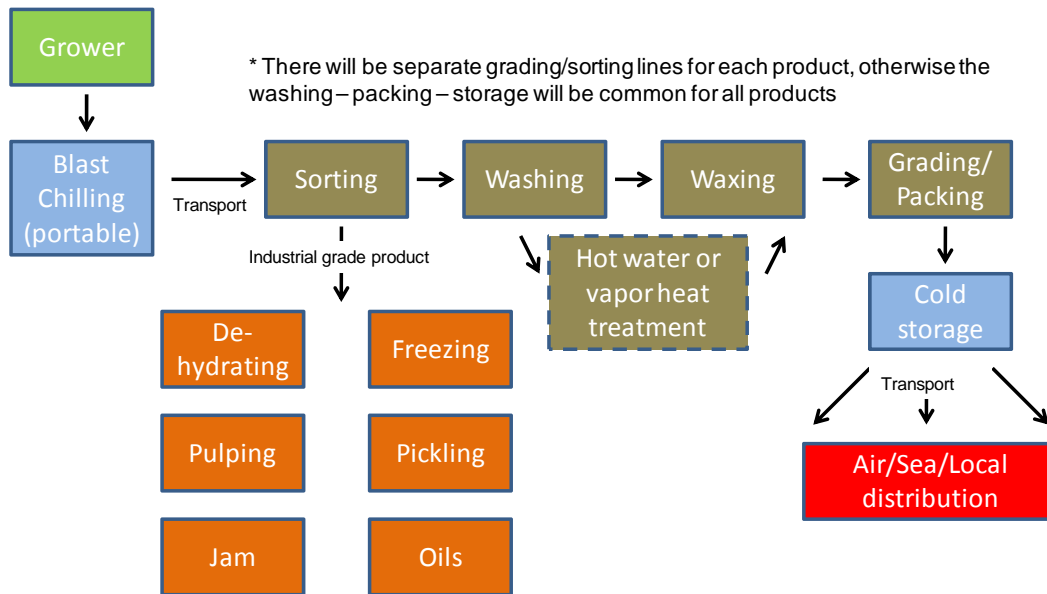 Grower
* There will be separate grading/sorting lines for each product, otherwise the
washing – packing – storage will be common for all products
Blast
Chilling
(portable)
Transport
Sorting
Washing
Waxing
Grading/
Packing
Industrial grade product
Hot water or
vapor heat
treatment
Cold
storage
De-
hydrating
Freezing
Transport
Pulping
Pickling
Air/Sea/Local
distribution
Jam
Oils